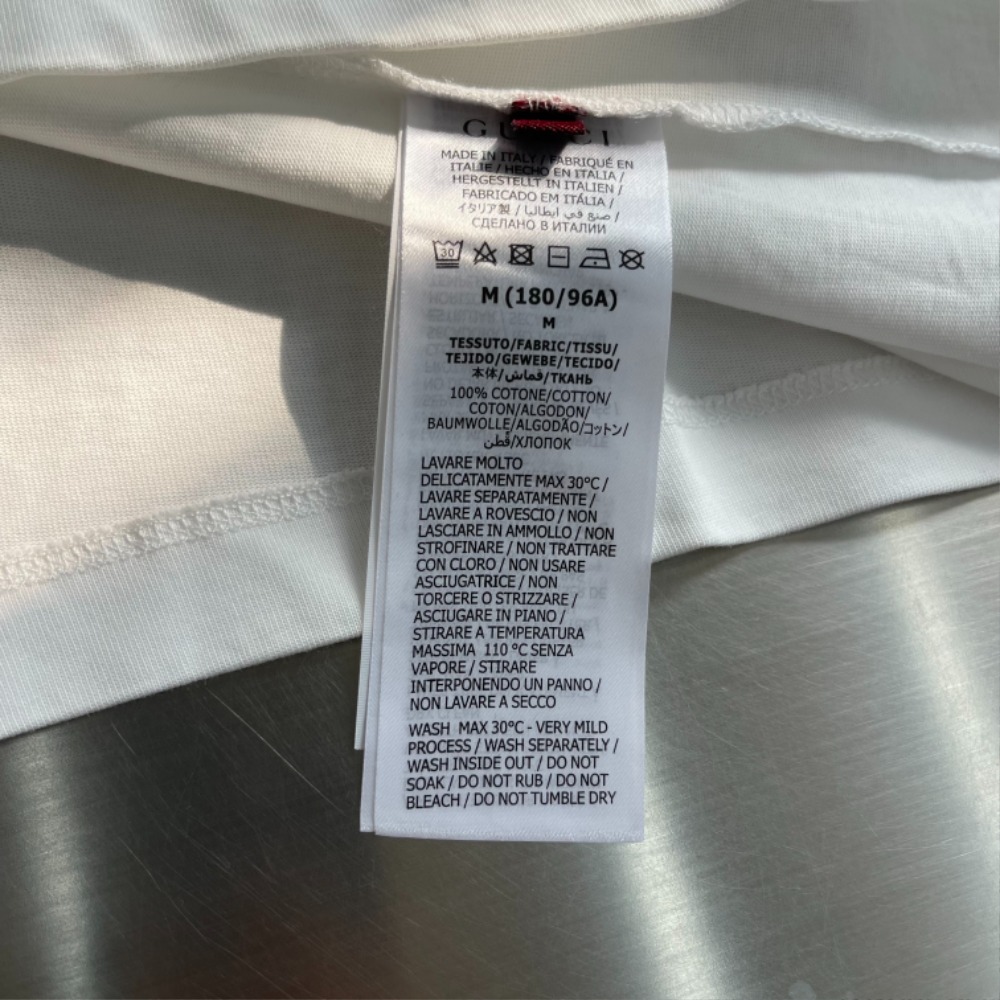 GUCCI
MADE IN ITALY / FABRIQUÉ EN
ITALIE / HECHO EN ITALIA /
HERGESTELLT IN ITALIEN /
FABRICADO EM ITÁLIA /
イタリア製 / صنع في ايطاليا /
СДЕЛАНО В ИТАЛИИ
30
M (180/96A)
M
TESSUTO/FABRIC/TISSU/
TEJIDO/GEWEBE/TECIDO/
本体/قماش/ТКАНЬ
100% COTONE/COTTON/
COTON/ALGODON/
BAUMWOLLE/ALGODÃO/コットン/
قطن/ХЛОПОК
LAVARE MOLTO
DELICATAMENTE MAX 30°C /
LAVARE SEPARATAMENTE /
LAVARE A ROVESCIO / NON
LASCIARE IN AMMOLLO / NON
STROFINARE / NON TRATTARE
CON CLORO / NON USARE
ASCIUGATRICE / NON
TORCERE O STRIZZARE /
ASCIUGARE IN PIANO /
STIRARE A TEMPERATURA
MASSIMA 110 °C SENZA
VAPORE / STIRARE
INTERPONENDO UN PANNO /
NON LAVARE A SECCO
WASH MAX 30°C - VERY MILD
PROCESS / WASH SEPARATELY /
WASH INSIDE OUT / DO NOT
SOAK / DO NOT RUB / DO NOT
BLEACH / DO NOT TUMBLE DRY